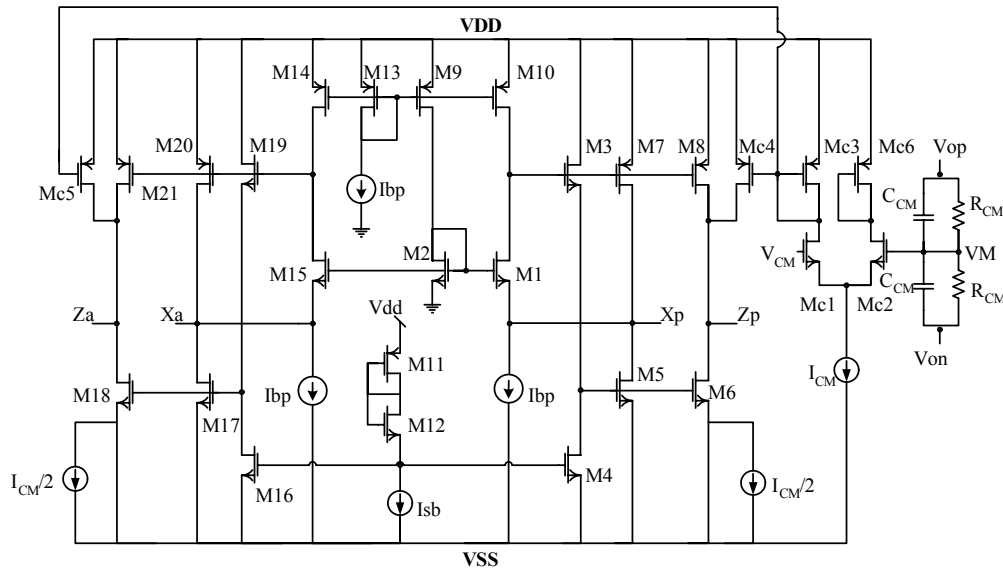 VDD
M14
M13
M9
M10
M20
M19
M3
M7
M8
Mc4
Mc3
Mc6
Vop
Mc5
M21
Ibp
C_CM
R_CM
M15
M2
M1
V_CM
VM
C_CM
R_CM
Mc1
Mc2
Za
Xa
Vdd
Xp
Zp
Von
M11
M18
Ibp
Ibp
M5
M6
I_CM
M17
M12
M16
M4
I_CM/2
Isb
I_CM/2
VSS